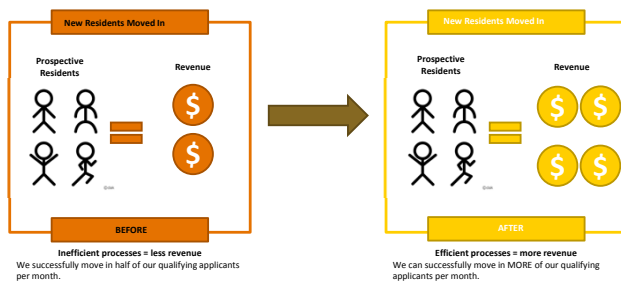 New Residents Moved In
Prospective
Residents
Revenue
$
$
BEFORE
Inefficient processes = less revenue
We successfully move in half of our qualifying applicants
per month.
New Residents Moved In
Prospective
Residents
Revenue
$ $
$ $
AFTER
Efficient processes = more revenue
We can successfully move in MORE of our qualifying
applicants per month.